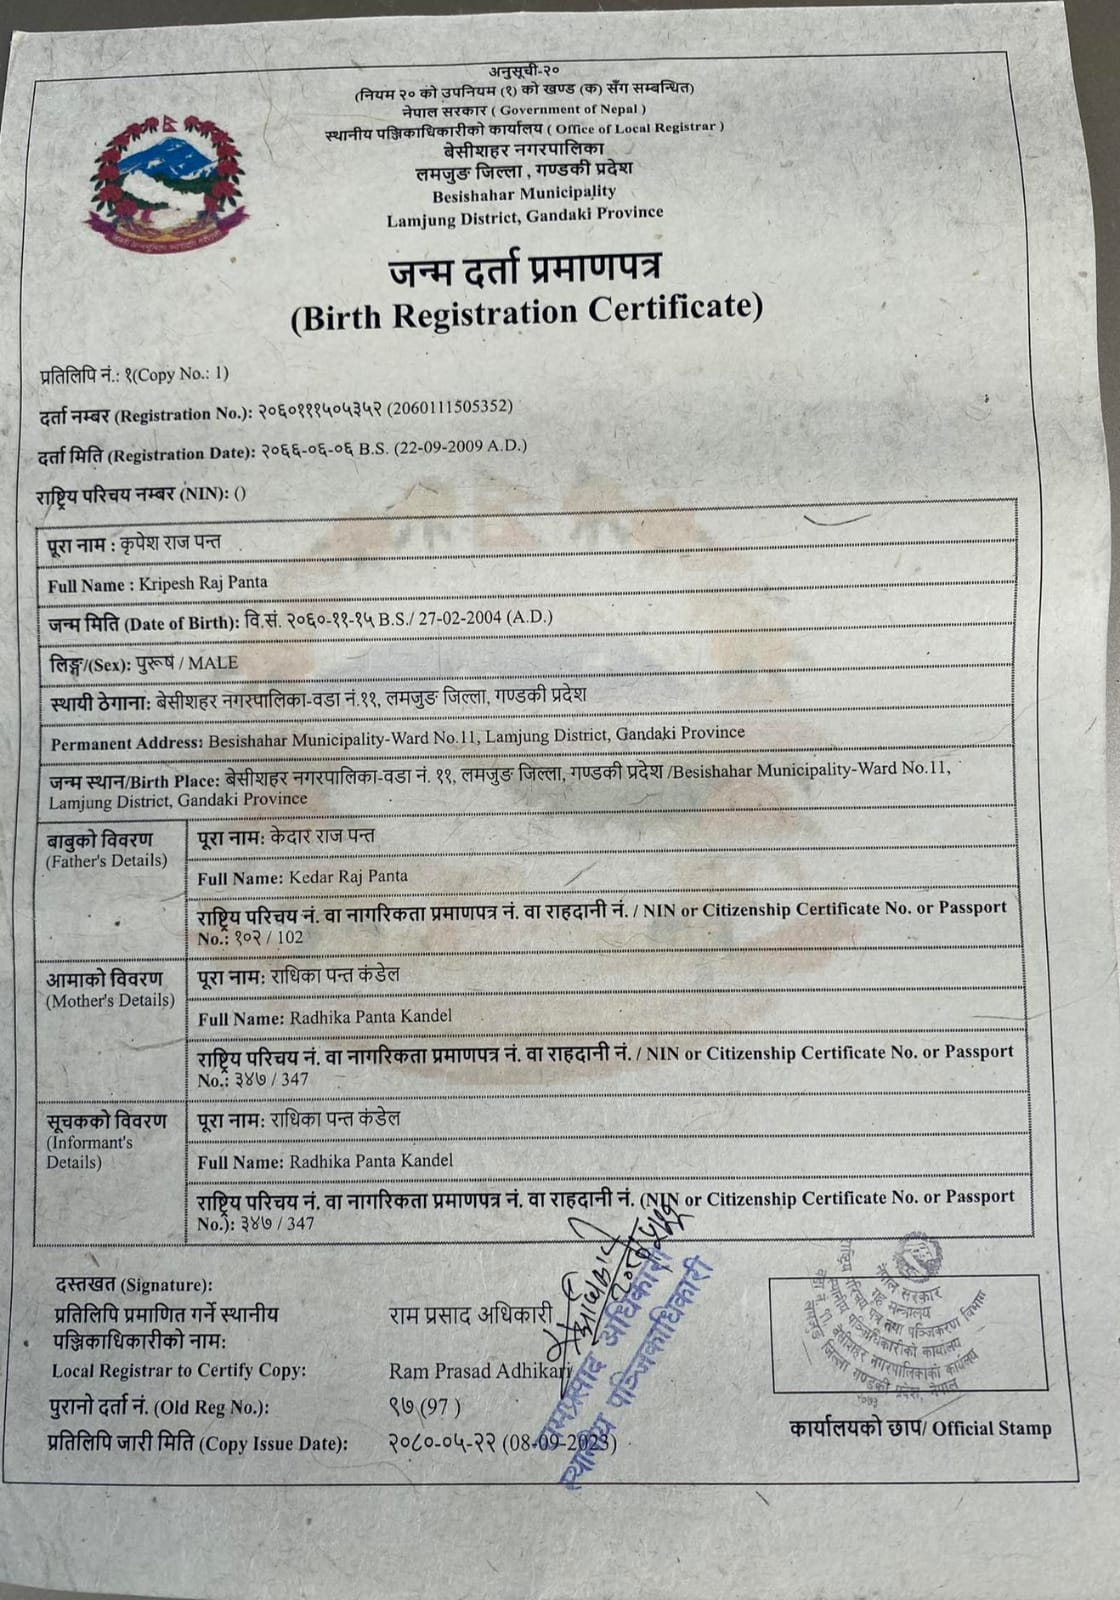 अनुसूची-२०
(नियम २० को उपनियम (१) को खण्ड (क) सँग सम्बन्धित)
नेपाल सरकार ( Government of Nepal )
स्थानीय पञ्जिकाधिकारीको कार्यालय ( Office of Local Registrar )
बेसीशहर नगरपालिका
लमजुङ जिल्ला , गण्डकी प्रदेश
Besishahar Municipality
Lamjung District, Gandaki Province
जन्म दर्ता प्रमाणपत्र
(Birth Registration Certificate)
प्रतिलिपि नं.: १(Copy No.: 1)
दर्ता नम्बर (Registration No.): २०६०१११५०५३५२ (2060111505352)
दर्ता मिति (Registration Date): २०६६-०६-०६ B.S. (22-09-2009 A.D.)
राष्ट्रिय परिचय नम्बर (NIN): ()
पूरा नाम : कृपेश राज पन्त
Full Name : Kripesh Raj Panta
जन्म मिति (Date of Birth): वि.सं. २०६०-११-१५ B.S./ 27-02-2004 (A.D.)
लिङ्ग/(Sex): पुरूष / MALE
स्थायी ठेगाना: बेसीशहर नगरपालिका-वडा नं.११, लमजुङ जिल्ला, गण्डकी प्रदेश
Permanent Address: Besishahar Municipality-Ward No.11, Lamjung District, Gandaki Province
जन्म स्थान/Birth Place: बेसीशहर नगरपालिका-वडा नं. ११, लमजुङ जिल्ला, गण्डकी प्रदेश /Besishahar Municipality-Ward No.11,
Lamjung District, Gandaki Province
बाबुको विवरण
(Father's Details)
पूरा नाम: केदार राज पन्त
Full Name: Kedar Raj Panta
राष्ट्रिय परिचय नं. वा नागरिकता प्रमाणपत्र नं. वा राहदानी नं. / NIN or Citizenship Certificate No. or Passport
No.: १०२ / 102
आमाको विवरण
(Mother's Details)
पूरा नाम: राधिका पन्त कंडेल
Full Name: Radhika Panta Kandel
राष्ट्रिय परिचय नं. वा नागरिकता प्रमाणपत्र नं. वा राहदानी नं. / NIN or Citizenship Certificate No. or Passport
No.: ३४७ / 347
सूचकको विवरण
(Informant's
Details)
पूरा नाम: राधिका पन्त कंडेल
Full Name: Radhika Panta Kandel
राष्ट्रिय परिचय नं. वा नागरिकता प्रमाणपत्र नं. वा राहदानी नं. (NIN or Citizenship Certificate No. or Passport
No.): ३४७ / 347
दस्तखत (Signature):
प्रतिलिपि प्रमाणित गर्ने स्थानीय
पञ्जिकाधिकारीको नाम:
राम प्रसाद अधिकारी
Local Registrar to Certify Copy: Ram Prasad Adhikari
पुरानो दर्ता नं. (Old Reg No.): ९७ (97 )
प्रतिलिपि जारी मिति (Copy Issue Date): २०८०-०५-२२ (08-09-2023)
रामप्रसाद अधिकारी
स्थानीय पञ्जिकाधिकारी
नेपाल सरकार
गृह मन्त्रालय
राष्ट्रिय परिचय पत्र तथा पञ्जिकरण विभाग
स्थानीय पञ्जिकाधिकारीको कार्यालय
वडा नं. ११, बेसीशहर नगरपालिकाको कार्यालय
लमजुङ जिल्ला गण्डकी प्रदेश, नेपाल
कार्यालयको छाप/ Official Stamp